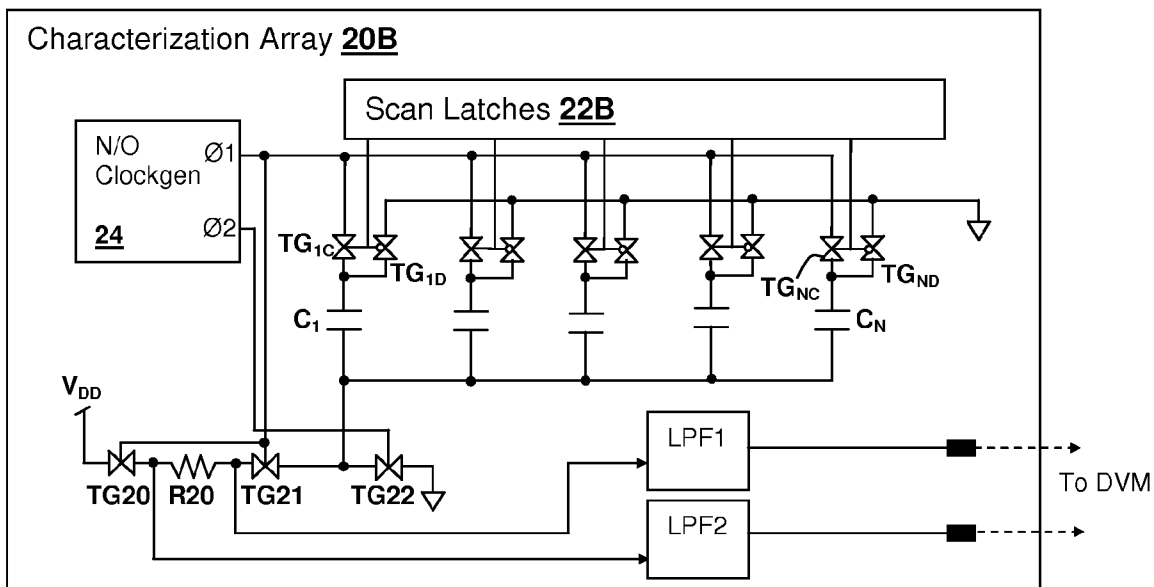 Characterization Array 20B
Scan Latches 22B
N/O
Clockgen
24
Ø1
Ø2
TG1C
TG1D
TGNC
TGND
C1
CN
VDD
TG20
R20
TG21
TG22
LPF1
LPF2
To DVM